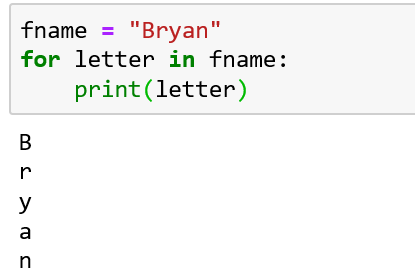 fname = "Bryan"
for letter in fname:
    print(letter)
B
r
y
a
n